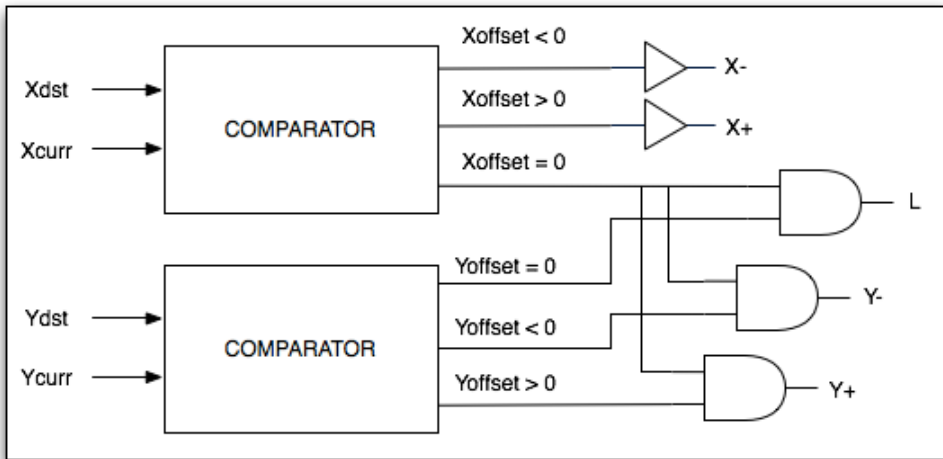 Xoffset < 0
X-
Xdst
Xoffset > 0
COMPARATOR
X+
Xcurr
Xoffset = 0
L
Yoffset = 0
Y-
Ydst
Yoffset < 0
COMPARATOR
Ycurr
Yoffset > 0
Y+